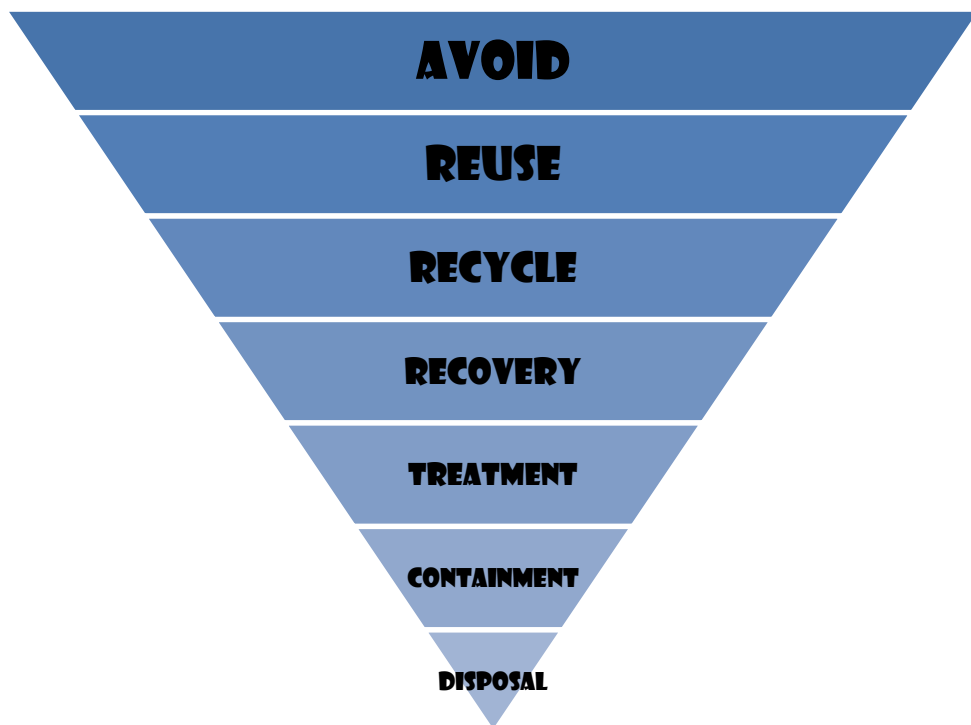 AVOID
REUSE
RECYCLE
RECOVERY
TREATMENT
CONTAINMENT
DISPOSAL